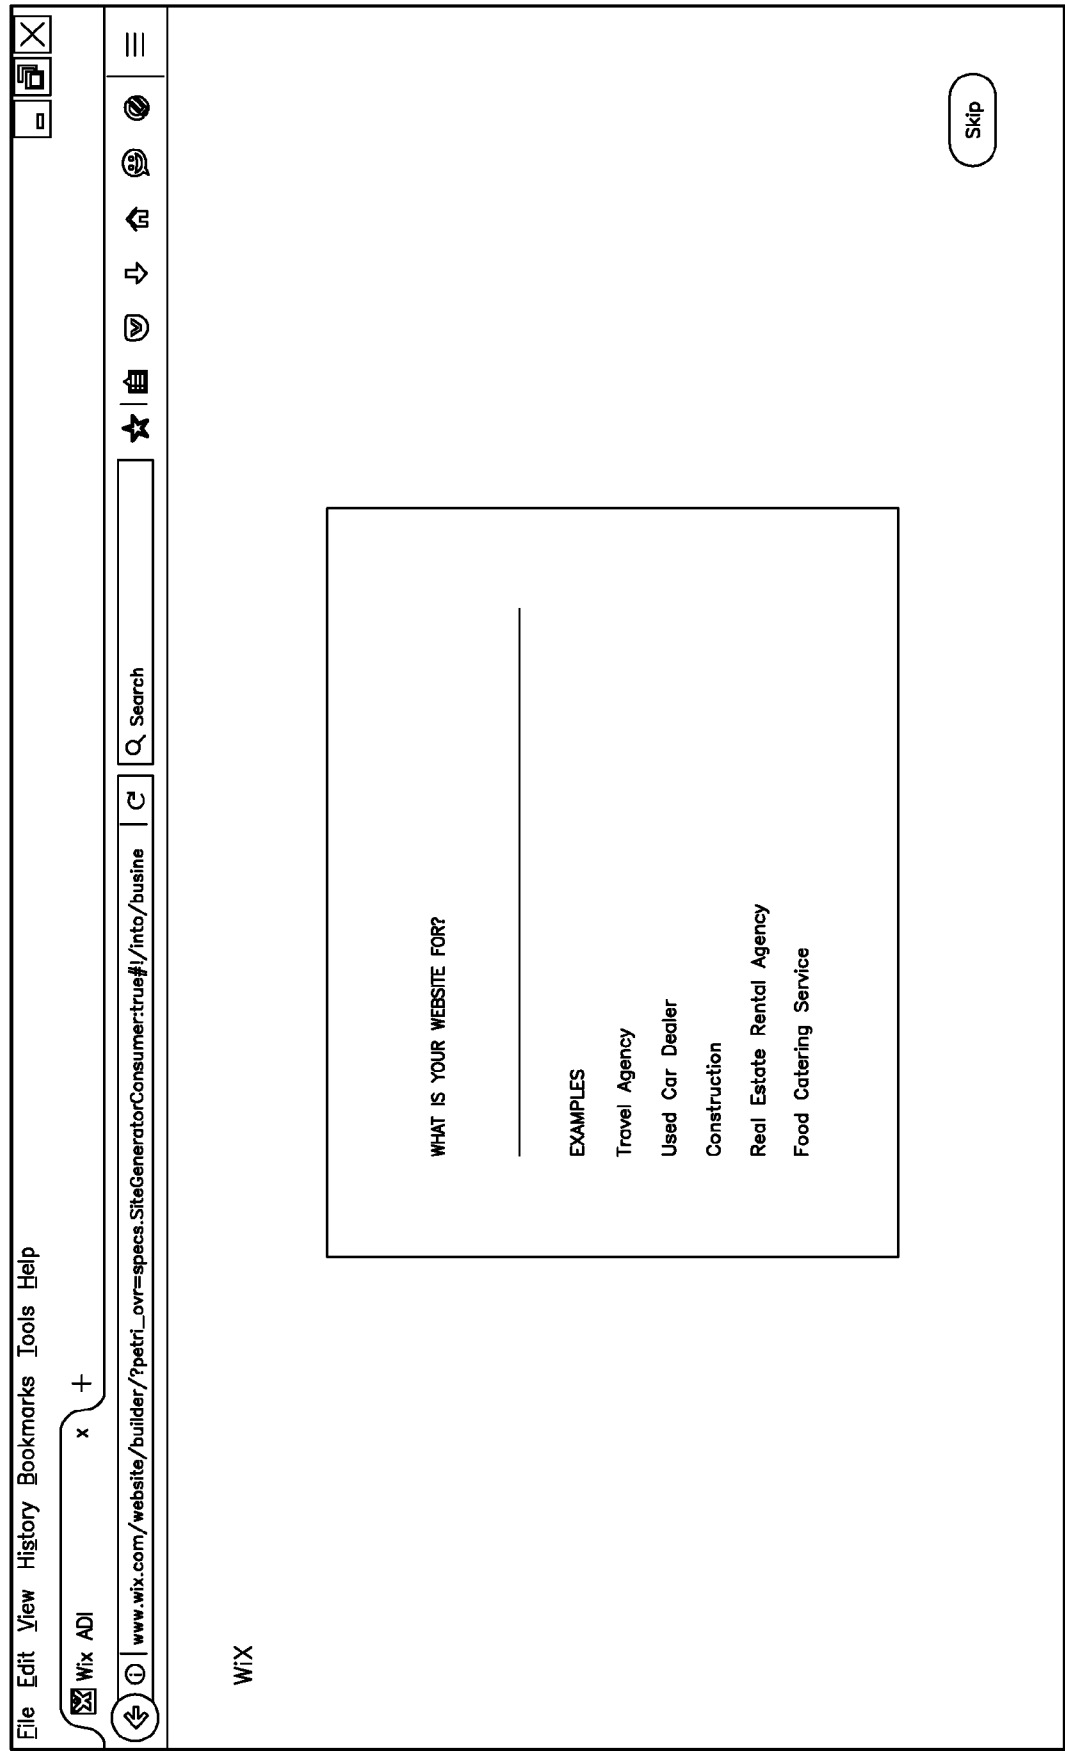 File Edit View History Bookmarks Tools Help
Wix ADI x +
www.wix.com/website/builder/?petri_ovr=specs.SiteGeneratorConsumer:true#!/into/busine
Search
WiX
WHAT IS YOUR WEBSITE FOR?
EXAMPLES
Travel Agency
Used Car Dealer
Construction
Real Estate Rental Agency
Food Catering Service
Skip